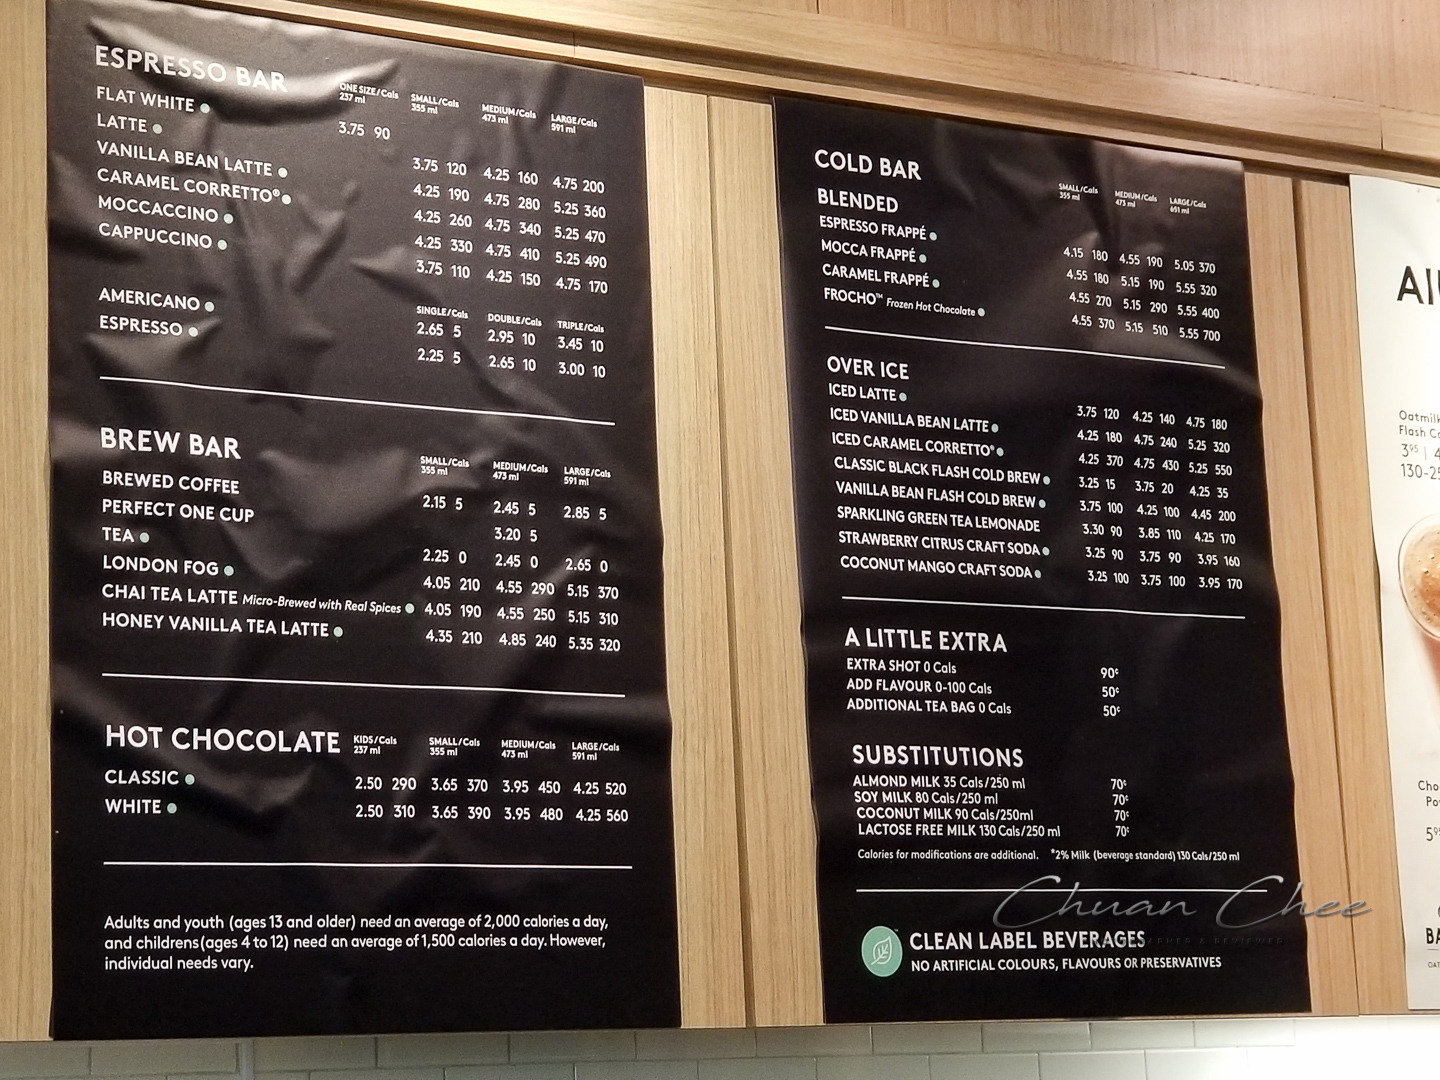 ESPRESSO BAR
ONE SIZE/Cals 237 ml SMALL/Cals 355 ml MEDIUM/Cals 473 ml LARGE/Cals 591 ml
FLAT WHITE 3.75 90
LATTE 3.75 120 4.25 160 4.75 200
VANILLA BEAN LATTE 4.25 190 4.75 280 5.25 360
CARAMEL CORRETTO® 4.25 260 4.75 340 5.25 470
MOCCACCINO 4.25 330 4.75 410 5.25 490
CAPPUCCINO 3.75 110 4.25 150 4.75 170
SINGLE/Cals DOUBLE/Cals TRIPLE/Cals
AMERICANO 2.65 5 2.95 10 3.45 10
ESPRESSO 2.25 5 2.65 10 3.00 10
BREW BAR
SMALL/Cals 355 ml MEDIUM/Cals 473 ml LARGE/Cals 591 ml
BREWED COFFEE 2.15 5 2.45 5 2.85 5
PERFECT ONE CUP 3.20 5
TEA 2.25 0 2.45 0 2.65 0
LONDON FOG 4.05 210 4.55 290 5.15 370
CHAI TEA LATTE Micro-Brewed with Real Spices 4.05 190 4.55 250 5.15 310
HONEY VANILLA TEA LATTE 4.35 210 4.85 240 5.35 320
HOT CHOCOLATE KIDS/Cals 237 ml SMALL/Cals 355 ml MEDIUM/Cals 473 ml LARGE/Cals 591 ml
CLASSIC 2.50 290 3.65 370 3.95 450 4.25 520
WHITE 2.50 310 3.65 390 3.95 480 4.25 560
Adults and youth (ages 13 and older) need an average of 2,000 calories a day,
and childrens(ages 4 to 12) need an average of 1,500 calories a day. However,
individual needs vary.
COLD BAR
BLENDED SMALL/Cals 355 ml MEDIUM/Cals 473 ml LARGE/Cals 651 ml
ESPRESSO FRAPPÉ 4.15 180 4.55 190 5.05 370
MOCCA FRAPPÉ 4.55 180 5.15 190 5.55 320
CARAMEL FRAPPÉ 4.55 270 5.15 290 5.55 400
FROCHO™ Frozen Hot Chocolate 4.55 370 5.15 510 5.55 700
OVER ICE
ICED LATTE 3.75 120 4.25 140 4.75 180
ICED VANILLA BEAN LATTE 4.25 180 4.75 240 5.25 320
ICED CARAMEL CORRETTO® 4.25 370 4.75 430 5.25 550
CLASSIC BLACK FLASH COLD BREW 3.25 15 3.75 20 4.25 35
VANILLA BEAN FLASH COLD BREW 3.75 100 4.25 100 4.45 200
SPARKLING GREEN TEA LEMONADE 3.30 90 3.85 110 4.25 170
STRAWBERRY CITRUS CRAFT SODA 3.25 90 3.75 90 3.95 160
COCONUT MANGO CRAFT SODA 3.25 100 3.75 100 3.95 170
A LITTLE EXTRA
EXTRA SHOT 0 Cals 90¢
ADD FLAVOUR 0-100 Cals 50¢
ADDITIONAL TEA BAG 0 Cals 50¢
SUBSTITUTIONS
ALMOND MILK 35 Cals/250 ml 70¢
SOY MILK 80 Cals/250 ml 70¢
COCONUT MILK 90 Cals/250ml 70¢
LACTOSE FREE MILK 130 Cals/250 ml 70¢
Calories for modifications are additional. *2% Milk (beverage standard) 130 Cals/250 ml
Chuan Chee
CLEAN LABEL BEVERAGES
NO ARTIFICIAL COLOURS, FLAVOURS OR PRESERVATIVES
Oatmilk
Flash
3⁹⁵